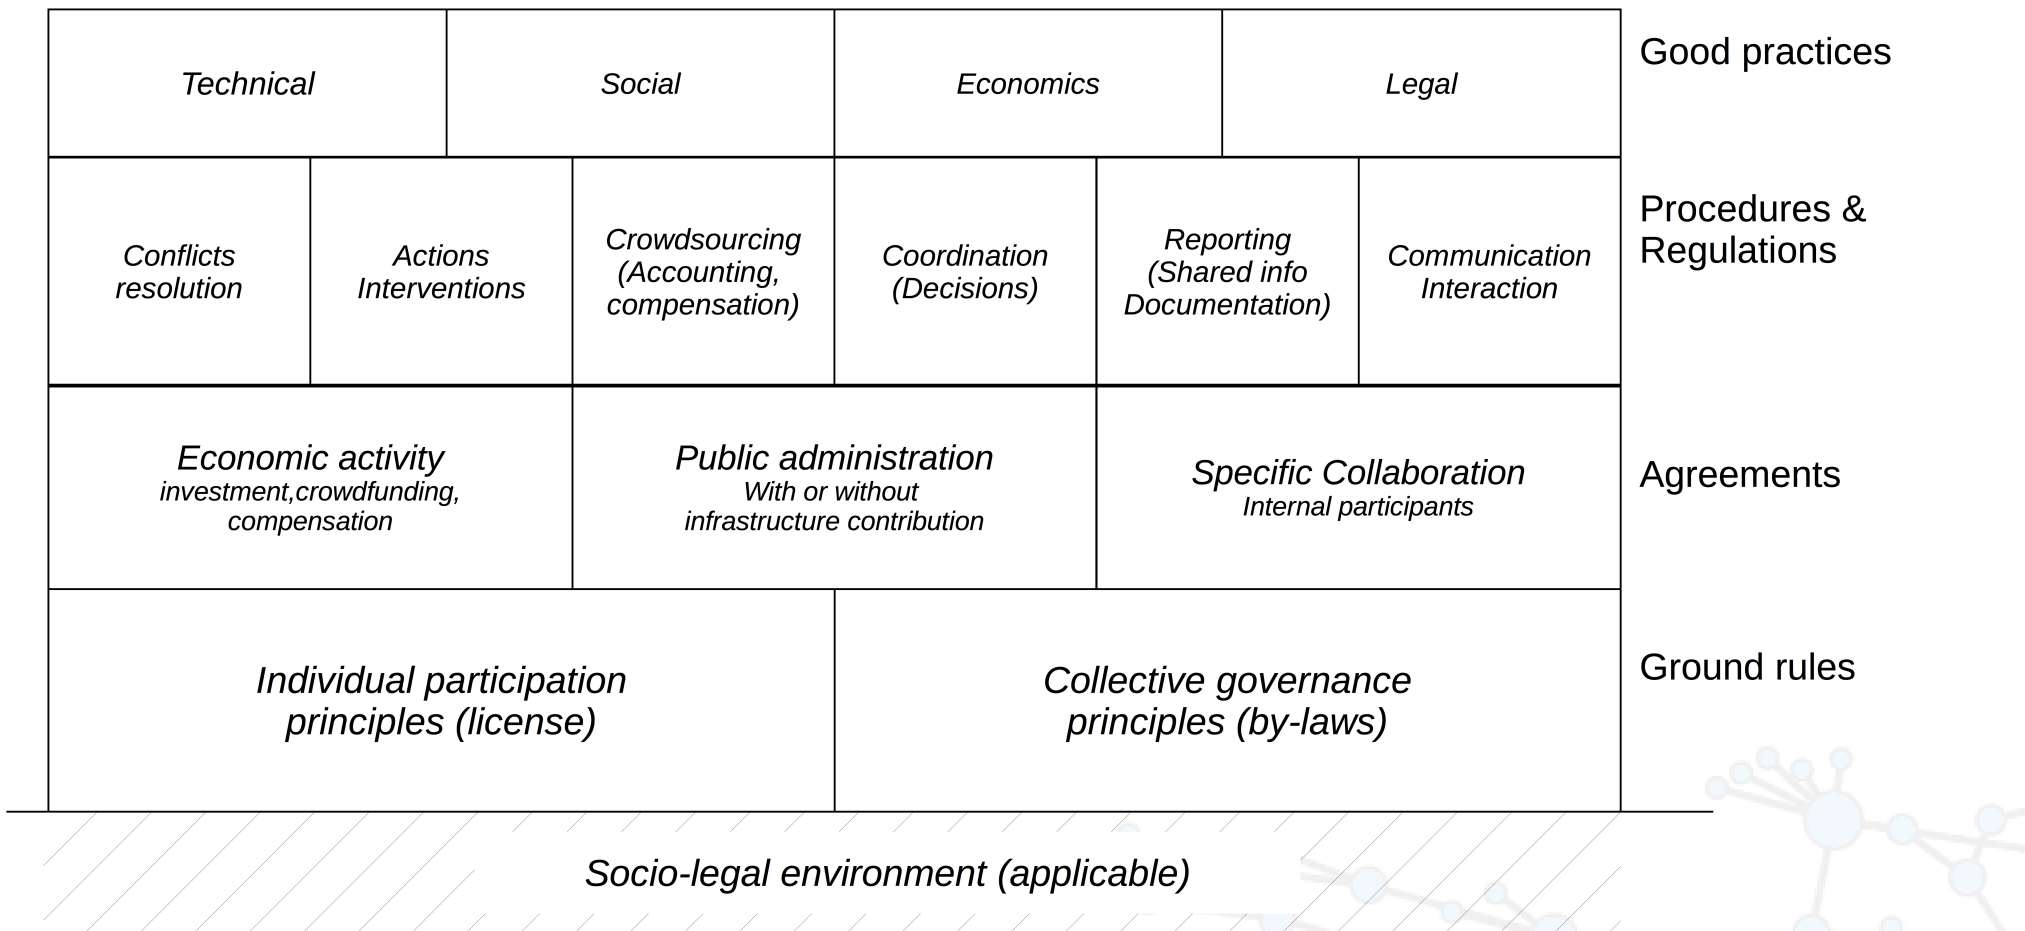 Technical
Social
Economics
Legal
Good practices
Conflicts
resolution
Actions
Interventions
Crowdsourcing
(Accounting,
compensation)
Coordination
(Decisions)
Reporting
(Shared info
Documentation)
Communication
Interaction
Procedures &
Regulations
Economic activity
investment,crowdfunding,
compensation
Public administration
With or without
infrastructure contribution
Specific Collaboration
Internal participants
Agreements
Individual participation
principles (license)
Collective governance
principles (by-laws)
Ground rules
Socio-legal environment (applicable)